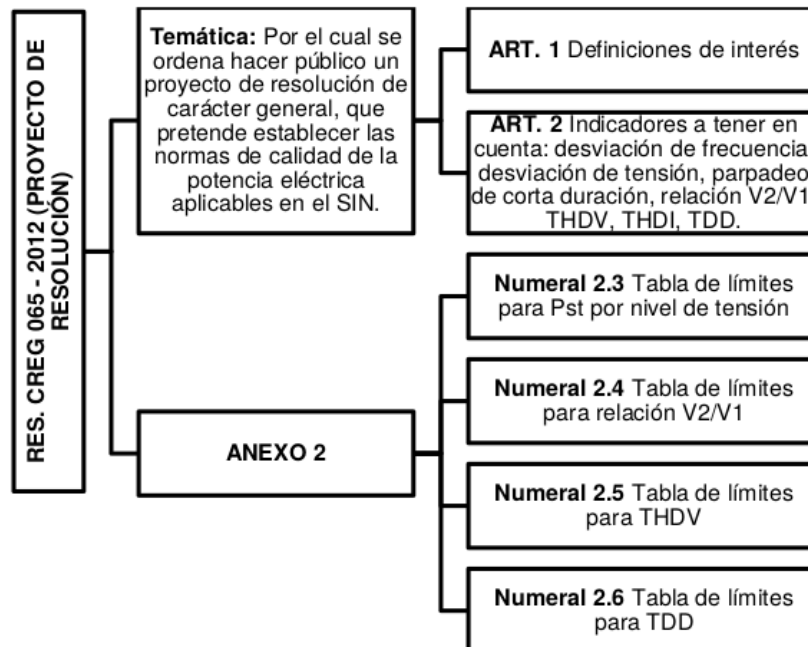 RES. CREG 065 - 2012 (PROYECTO DE
RESOLUCIÓN)
Temática: Por el cual se
ordena hacer público un
proyecto de resolución de
carácter general, que
pretende establecer las
normas de calidad de la
potencia eléctrica
aplicables en el SIN.
ART. 1 Definiciones de interés
ART. 2 Indicadores a tener en
cuenta: desviación de frecuencia
desviación de tensión, parpadeo
de corta duración, relación V2/V1
THDV, THDI, TDD.
ANEXO 2
Numeral 2.3 Tabla de límites
para Pst por nivel de tensión
Numeral 2.4 Tabla de límites
para relación V2/V1
Numeral 2.5 Tabla de límites
para THDV
Numeral 2.6 Tabla de límites
para TDD